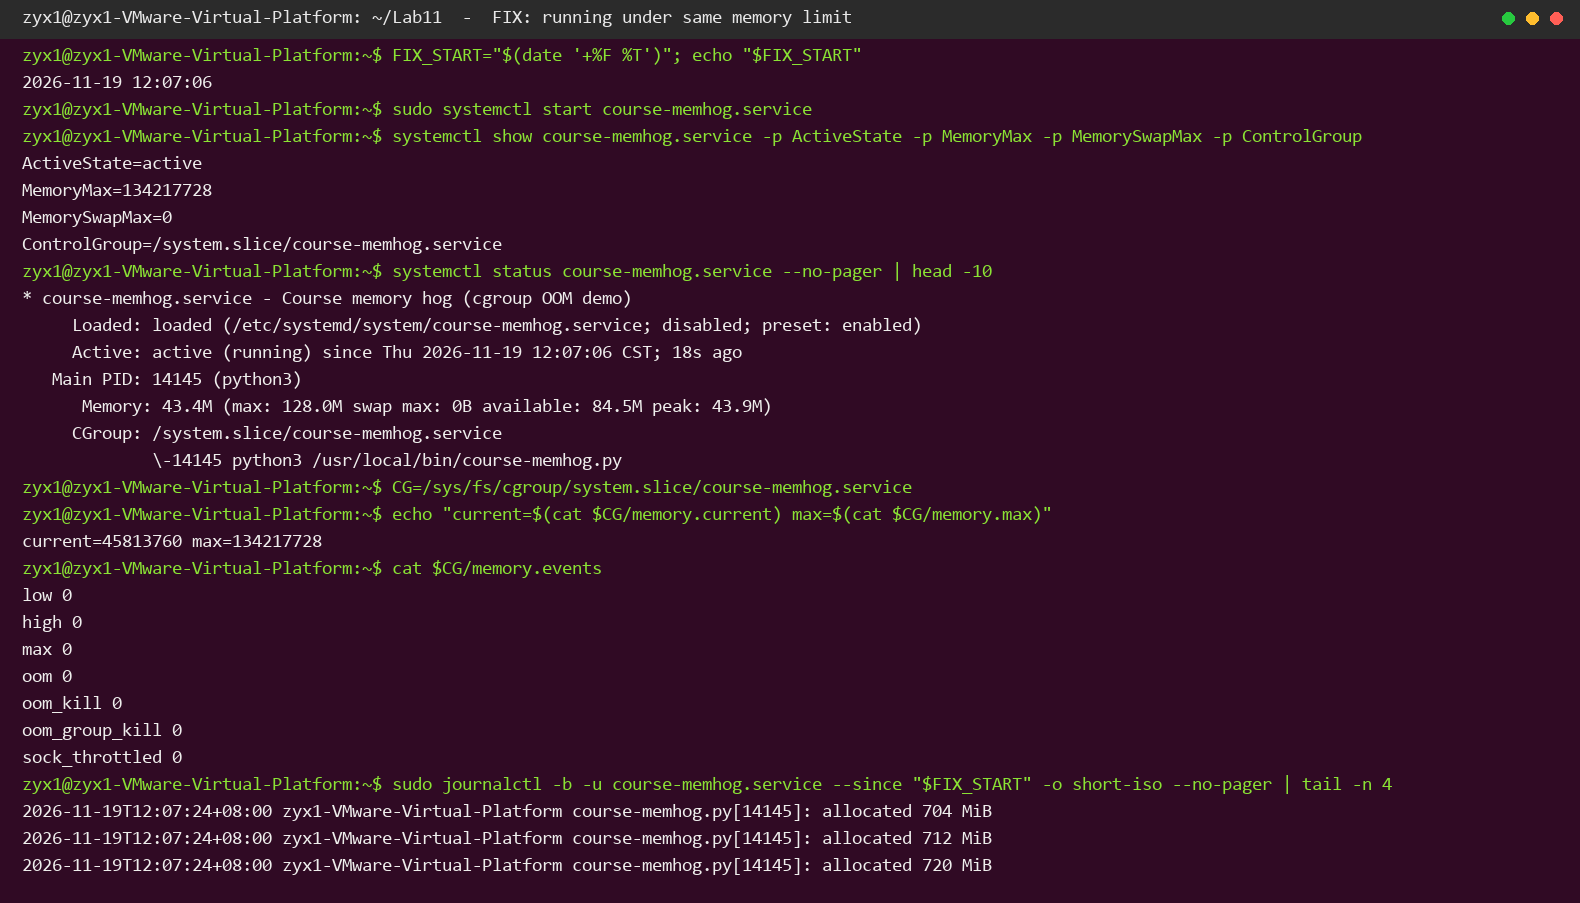 zyx1@zyx1-VMware-Virtual-Platform: ~/Lab11  -  FIX: running under same memory limit
zyx1@zyx1-VMware-Virtual-Platform:~$ FIX_START="$(date '+%F %T')"; echo "$FIX_START"
2026-11-19 12:07:06
zyx1@zyx1-VMware-Virtual-Platform:~$ sudo systemctl start course-memhog.service
zyx1@zyx1-VMware-Virtual-Platform:~$ systemctl show course-memhog.service -p ActiveState -p MemoryMax -p MemorySwapMax -p ControlGroup
ActiveState=active
MemoryMax=134217728
MemorySwapMax=0
ControlGroup=/system.slice/course-memhog.service
zyx1@zyx1-VMware-Virtual-Platform:~$ systemctl status course-memhog.service --no-pager | head -10
* course-memhog.service - Course memory hog (cgroup OOM demo)
     Loaded: loaded (/etc/systemd/system/course-memhog.service; disabled; preset: enabled)
     Active: active (running) since Thu 2026-11-19 12:07:06 CST; 18s ago
   Main PID: 14145 (python3)
      Memory: 43.4M (max: 128.0M swap max: 0B available: 84.5M peak: 43.9M)
     CGroup: /system.slice/course-memhog.service
             \-14145 python3 /usr/local/bin/course-memhog.py
zyx1@zyx1-VMware-Virtual-Platform:~$ CG=/sys/fs/cgroup/system.slice/course-memhog.service
zyx1@zyx1-VMware-Virtual-Platform:~$ echo "current=$(cat $CG/memory.current) max=$(cat $CG/memory.max)"
current=45813760 max=134217728
zyx1@zyx1-VMware-Virtual-Platform:~$ cat $CG/memory.events
low 0
high 0
max 0
oom 0
oom_kill 0
oom_group_kill 0
sock_throttled 0
zyx1@zyx1-VMware-Virtual-Platform:~$ sudo journalctl -b -u course-memhog.service --since "$FIX_START" -o short-iso --no-pager | tail -n 4
2026-11-19T12:07:24+08:00 zyx1-VMware-Virtual-Platform course-memhog.py[14145]: allocated 704 MiB
2026-11-19T12:07:24+08:00 zyx1-VMware-Virtual-Platform course-memhog.py[14145]: allocated 712 MiB
2026-11-19T12:07:24+08:00 zyx1-VMware-Virtual-Platform course-memhog.py[14145]: allocated 720 MiB